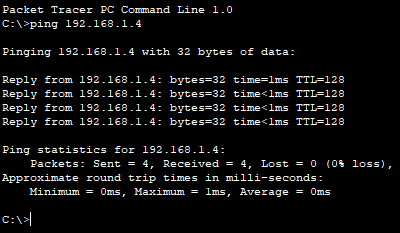 Packet Tracer PC Command Line 1.0
C:\>ping 192.168.1.4
Pinging 192.168.1.4 with 32 bytes of data:
Reply from 192.168.1.4: bytes=32 time=1ms TTL=128
Reply from 192.168.1.4: bytes=32 time<1ms TTL=128
Reply from 192.168.1.4: bytes=32 time<1ms TTL=128
Reply from 192.168.1.4: bytes=32 time<1ms TTL=128
Ping statistics for 192.168.1.4:
    Packets: Sent = 4, Received = 4, Lost = 0 (0% loss),
Approximate round trip times in milli-seconds:
    Minimum = 0ms, Maximum = 1ms, Average = 0ms
C:\>